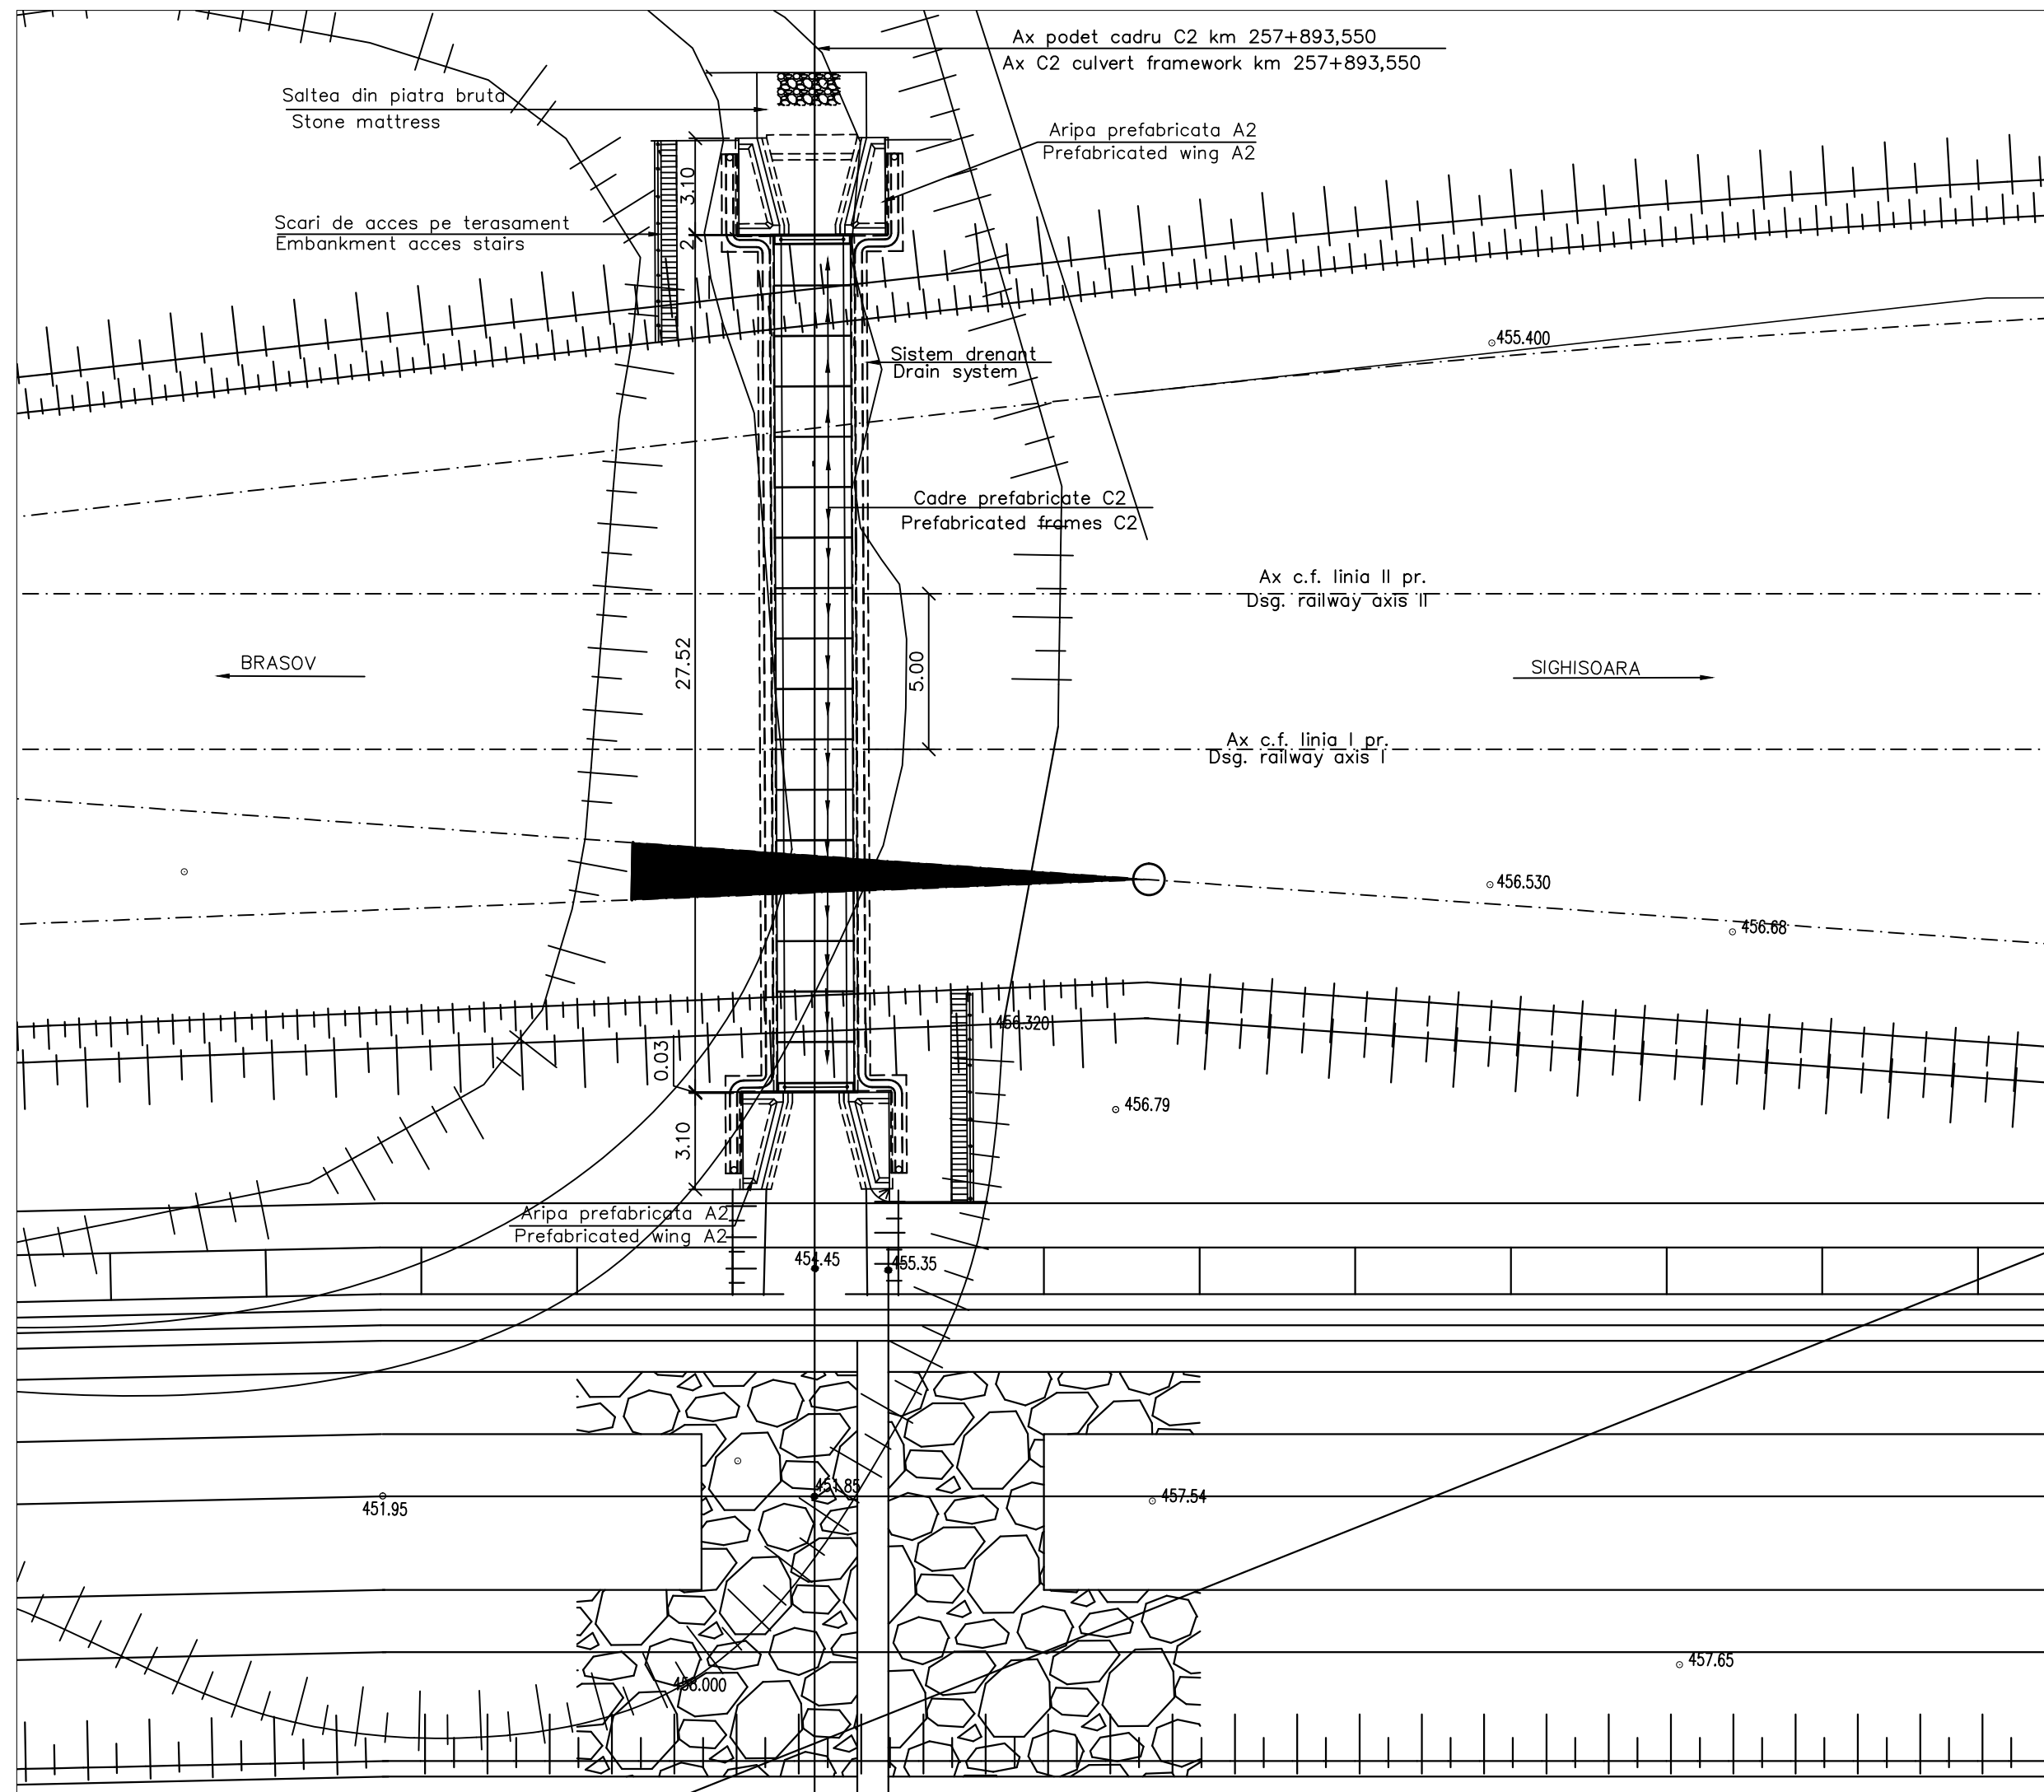 Ax podet cadru C2 km 257+893,550
Ax C2 culvert framework km 257+893,550
Saltea din piatra bruta
Stone mattress
Aripa prefabricata A2
Prefabricated wing A2
3.10
Scari de acces pe terasament
Embankment acces stairs
2
455.400
Sistem drenant
Drain system
Cadre prefabricate C2
Prefabricated frames C2
Ax c.f. linia II pr.
Dsg. railway axis II
27.52
5.00
BRASOV
SIGHISOARA
Ax c.f. linia I pr.
Dsg. railway axis I
456.530
456.68
456.320
0.03
456.79
3.10
Aripa prefabricata A2
Prefabricated wing A2
454.45
455.35
451.85
451.95
457.54
457.65
458.000